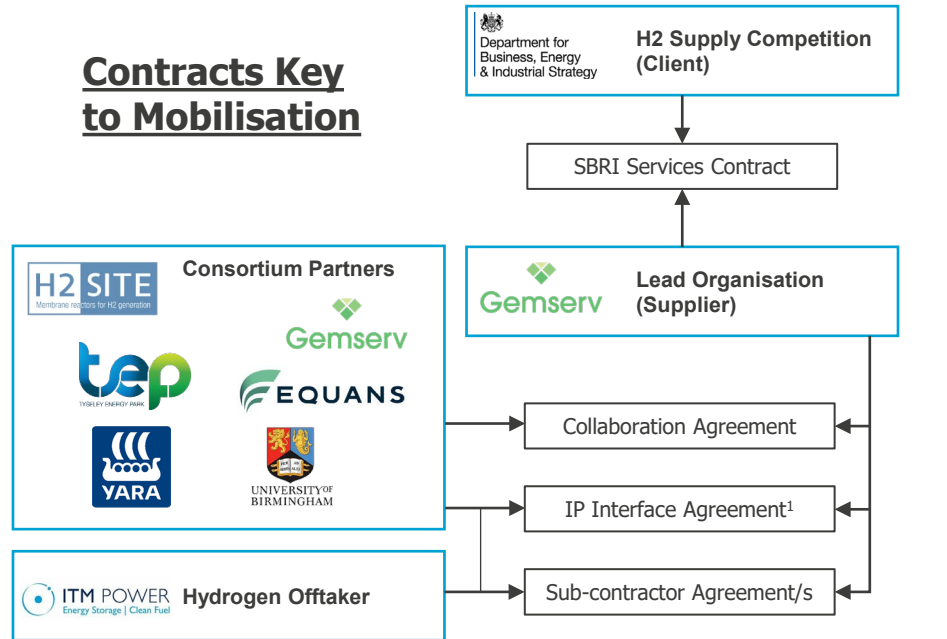 Contracts Key
to Mobilisation
Department for
Business, Energy
& Industrial Strategy
H2 Supply Competition
(Client)
SBRI Services Contract
Gemserv
Lead Organisation
(Supplier)
Consortium Partners
H2 SITE
Membrane reactors for H2 generation
Gemserv
tep
TYSELEY ENERGY PARK
EQUANS
YARA
UNIVERSITY OF
BIRMINGHAM
Collaboration Agreement
IP Interface Agreement¹
Sub-contractor Agreement/s
ITM POWER
Energy Storage | Clean Fuel
Hydrogen Offtaker